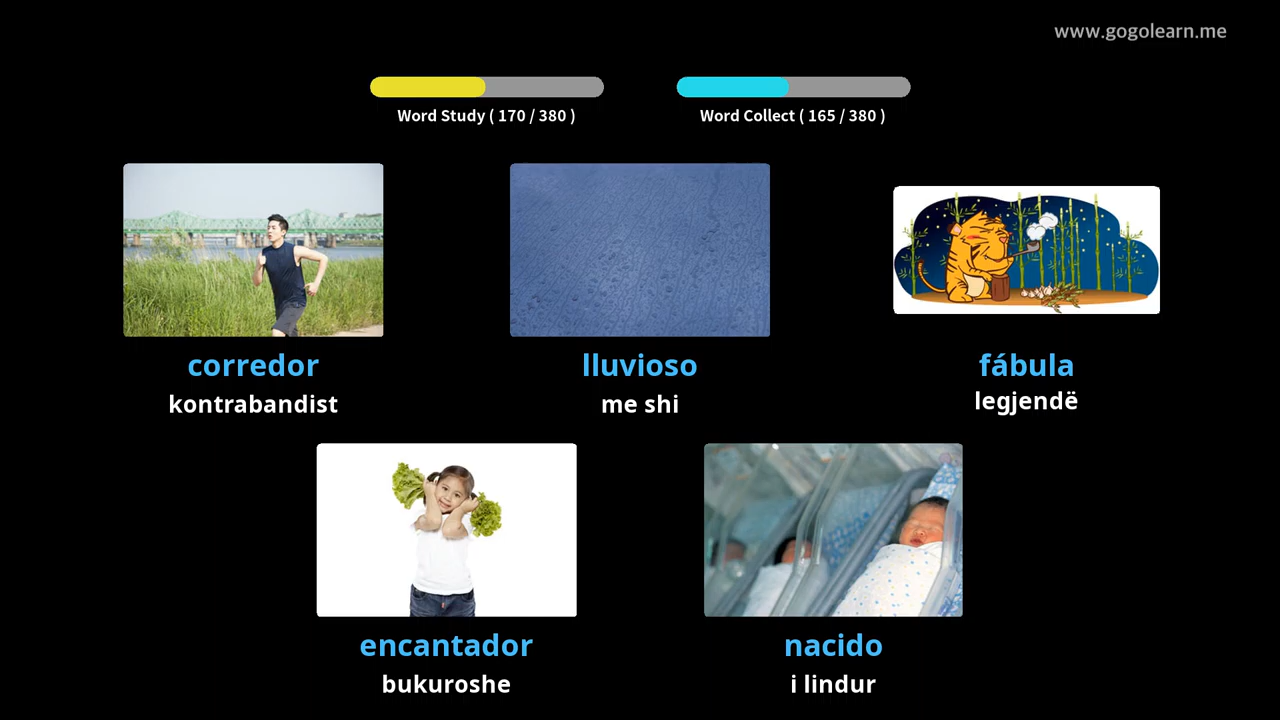 www.gogolearn.me
Word Study ( 170 / 380 )
Word Collect ( 165 / 380 )
corredor
kontrabandist
lluvioso
me shi
fábula
legjendë
encantador
bukuroshe
nacido
i lindur